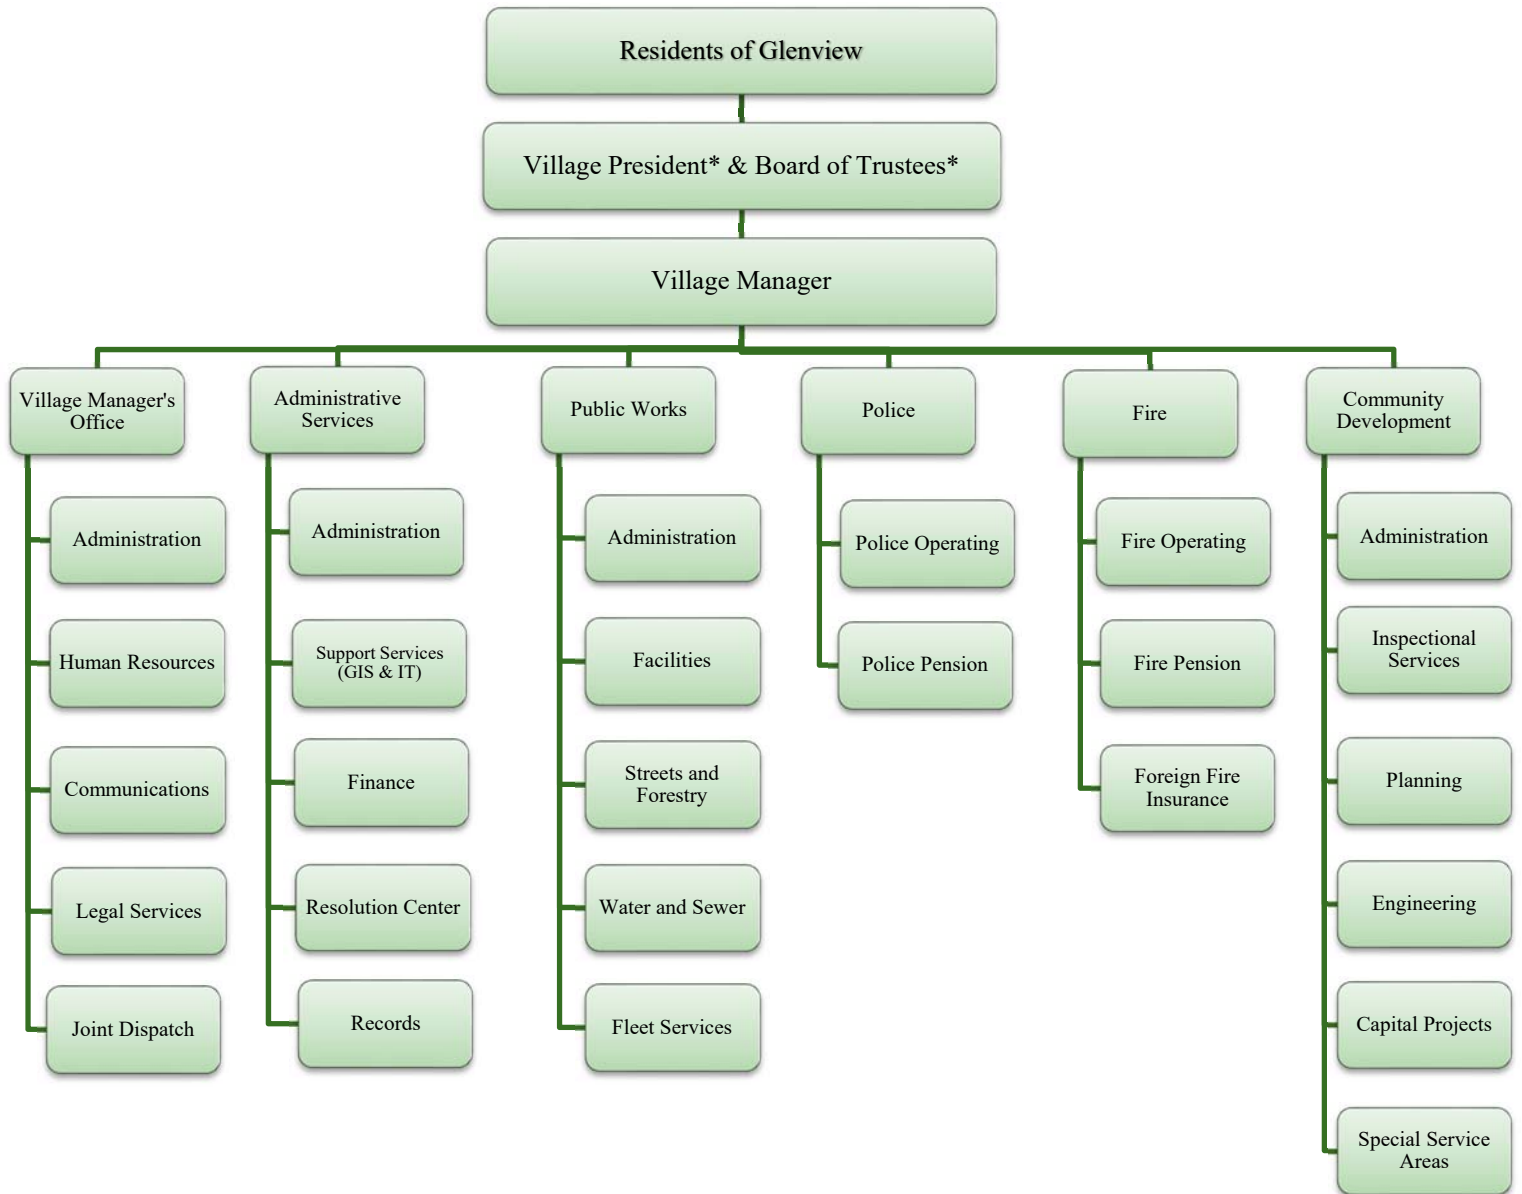 Residents of Glenview
Village President* & Board of Trustees*
Village Manager
Village Manager's
Office
Administration
Human Resources
Communications
Legal Services
Joint Dispatch
Administrative
Services
Administration
Support Services
(GIS & IT)
Finance
Resolution Center
Records
Public Works
Administration
Facilities
Streets and
Forestry
Water and Sewer
Fleet Services
Police
Police Operating
Police Pension
Fire
Fire Operating
Fire Pension
Foreign Fire
Insurance
Community
Development
Administration
Inspectional
Services
Planning
Engineering
Capital Projects
Special Service
Areas